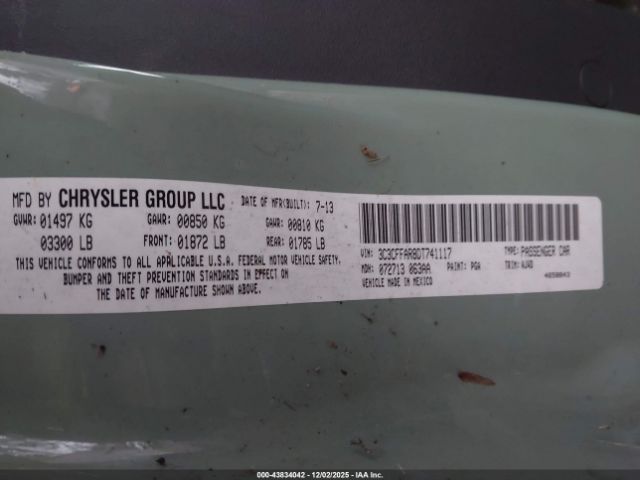 MFD BY CHRYSLER GROUP LLC DATE OF MFR(BUILT): 7-13
GVWR: 01497 KG GAWR: 00850 KG GAWR: 00810 KG
03300 LB FRONT: 01872 LB REAR: 01785 LB
THIS VEHICLE CONFORMS TO ALL APPLICABLE U.S.A. FEDERAL MOTOR VEHICLE SAFETY,
BUMPER AND THEFT PREVENTION STANDARDS IN EFFECT ON
THE DATE OF MANUFACTURE SHOWN ABOVE.
VIN: 3C3CFFAR8DT741117 TYPE: PASSENGER CAR
MDH: 072713 063AA PAINT: PGA TRIM: AJA0
VEHICLE MADE IN MEXICO
000-43834042 • 12/02/2025 • IAA Inc.